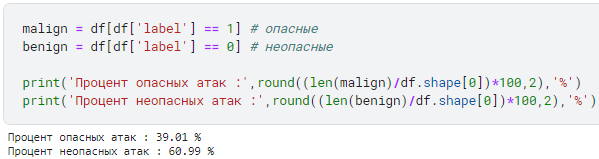 malign = df[df['label'] == 1] # опасные
benign = df[df['label'] == 0] # неопасные
print('Процент опасных атак :',round((len(malign)/df.shape[0])*100,2),'%')
print('Процент неопасных атак :',round((len(benign)/df.shape[0])*100,2),'%')
Процент опасных атак : 39.01 %
Процент неопасных атак : 60.99 %